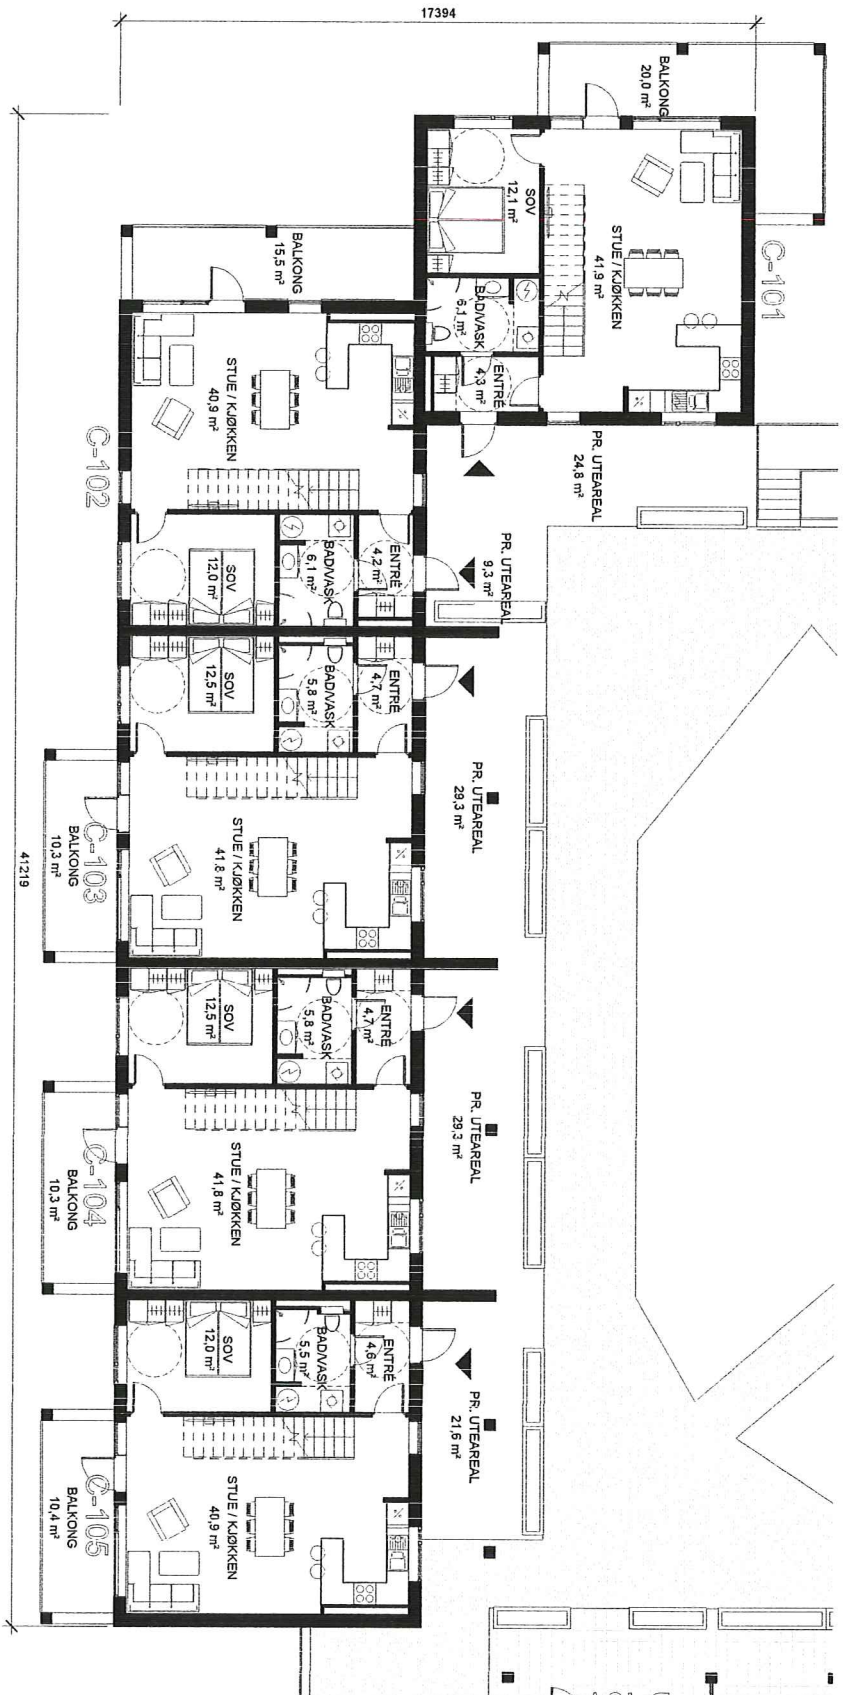 17394
41219
BALKONG
20,0 m²
C-101
SOV
12,1 m²
STUE / KJØKKEN
41,9 m²
BAD/VASK
6,1 m²
ENTRÉ
4,3 m²
PR. UTEAREAL
24,8 m²
BALKONG
15,5 m²
STUE / KJØKKEN
40,9 m²
C-102
SOV
12,0 m²
BAD/VASK
6,1 m²
ENTRÉ
4,2 m²
PR. UTEAREAL
9,3 m²
SOV
12,5 m²
BAD/VASK
5,8 m²
ENTRÉ
4,7 m²
PR. UTEAREAL
29,3 m²
STUE / KJØKKEN
41,8 m²
C-103
BALKONG
10,3 m²
SOV
12,5 m²
BAD/VASK
5,8 m²
ENTRÉ
4,7 m²
PR. UTEAREAL
29,3 m²
STUE / KJØKKEN
41,8 m²
C-104
BALKONG
10,3 m²
SOV
12,0 m²
BAD/VASK
5,5 m²
ENTRÉ
4,6 m²
PR. UTEAREAL
21,6 m²
STUE / KJØKKEN
40,9 m²
C-105
BALKONG
10,4 m²